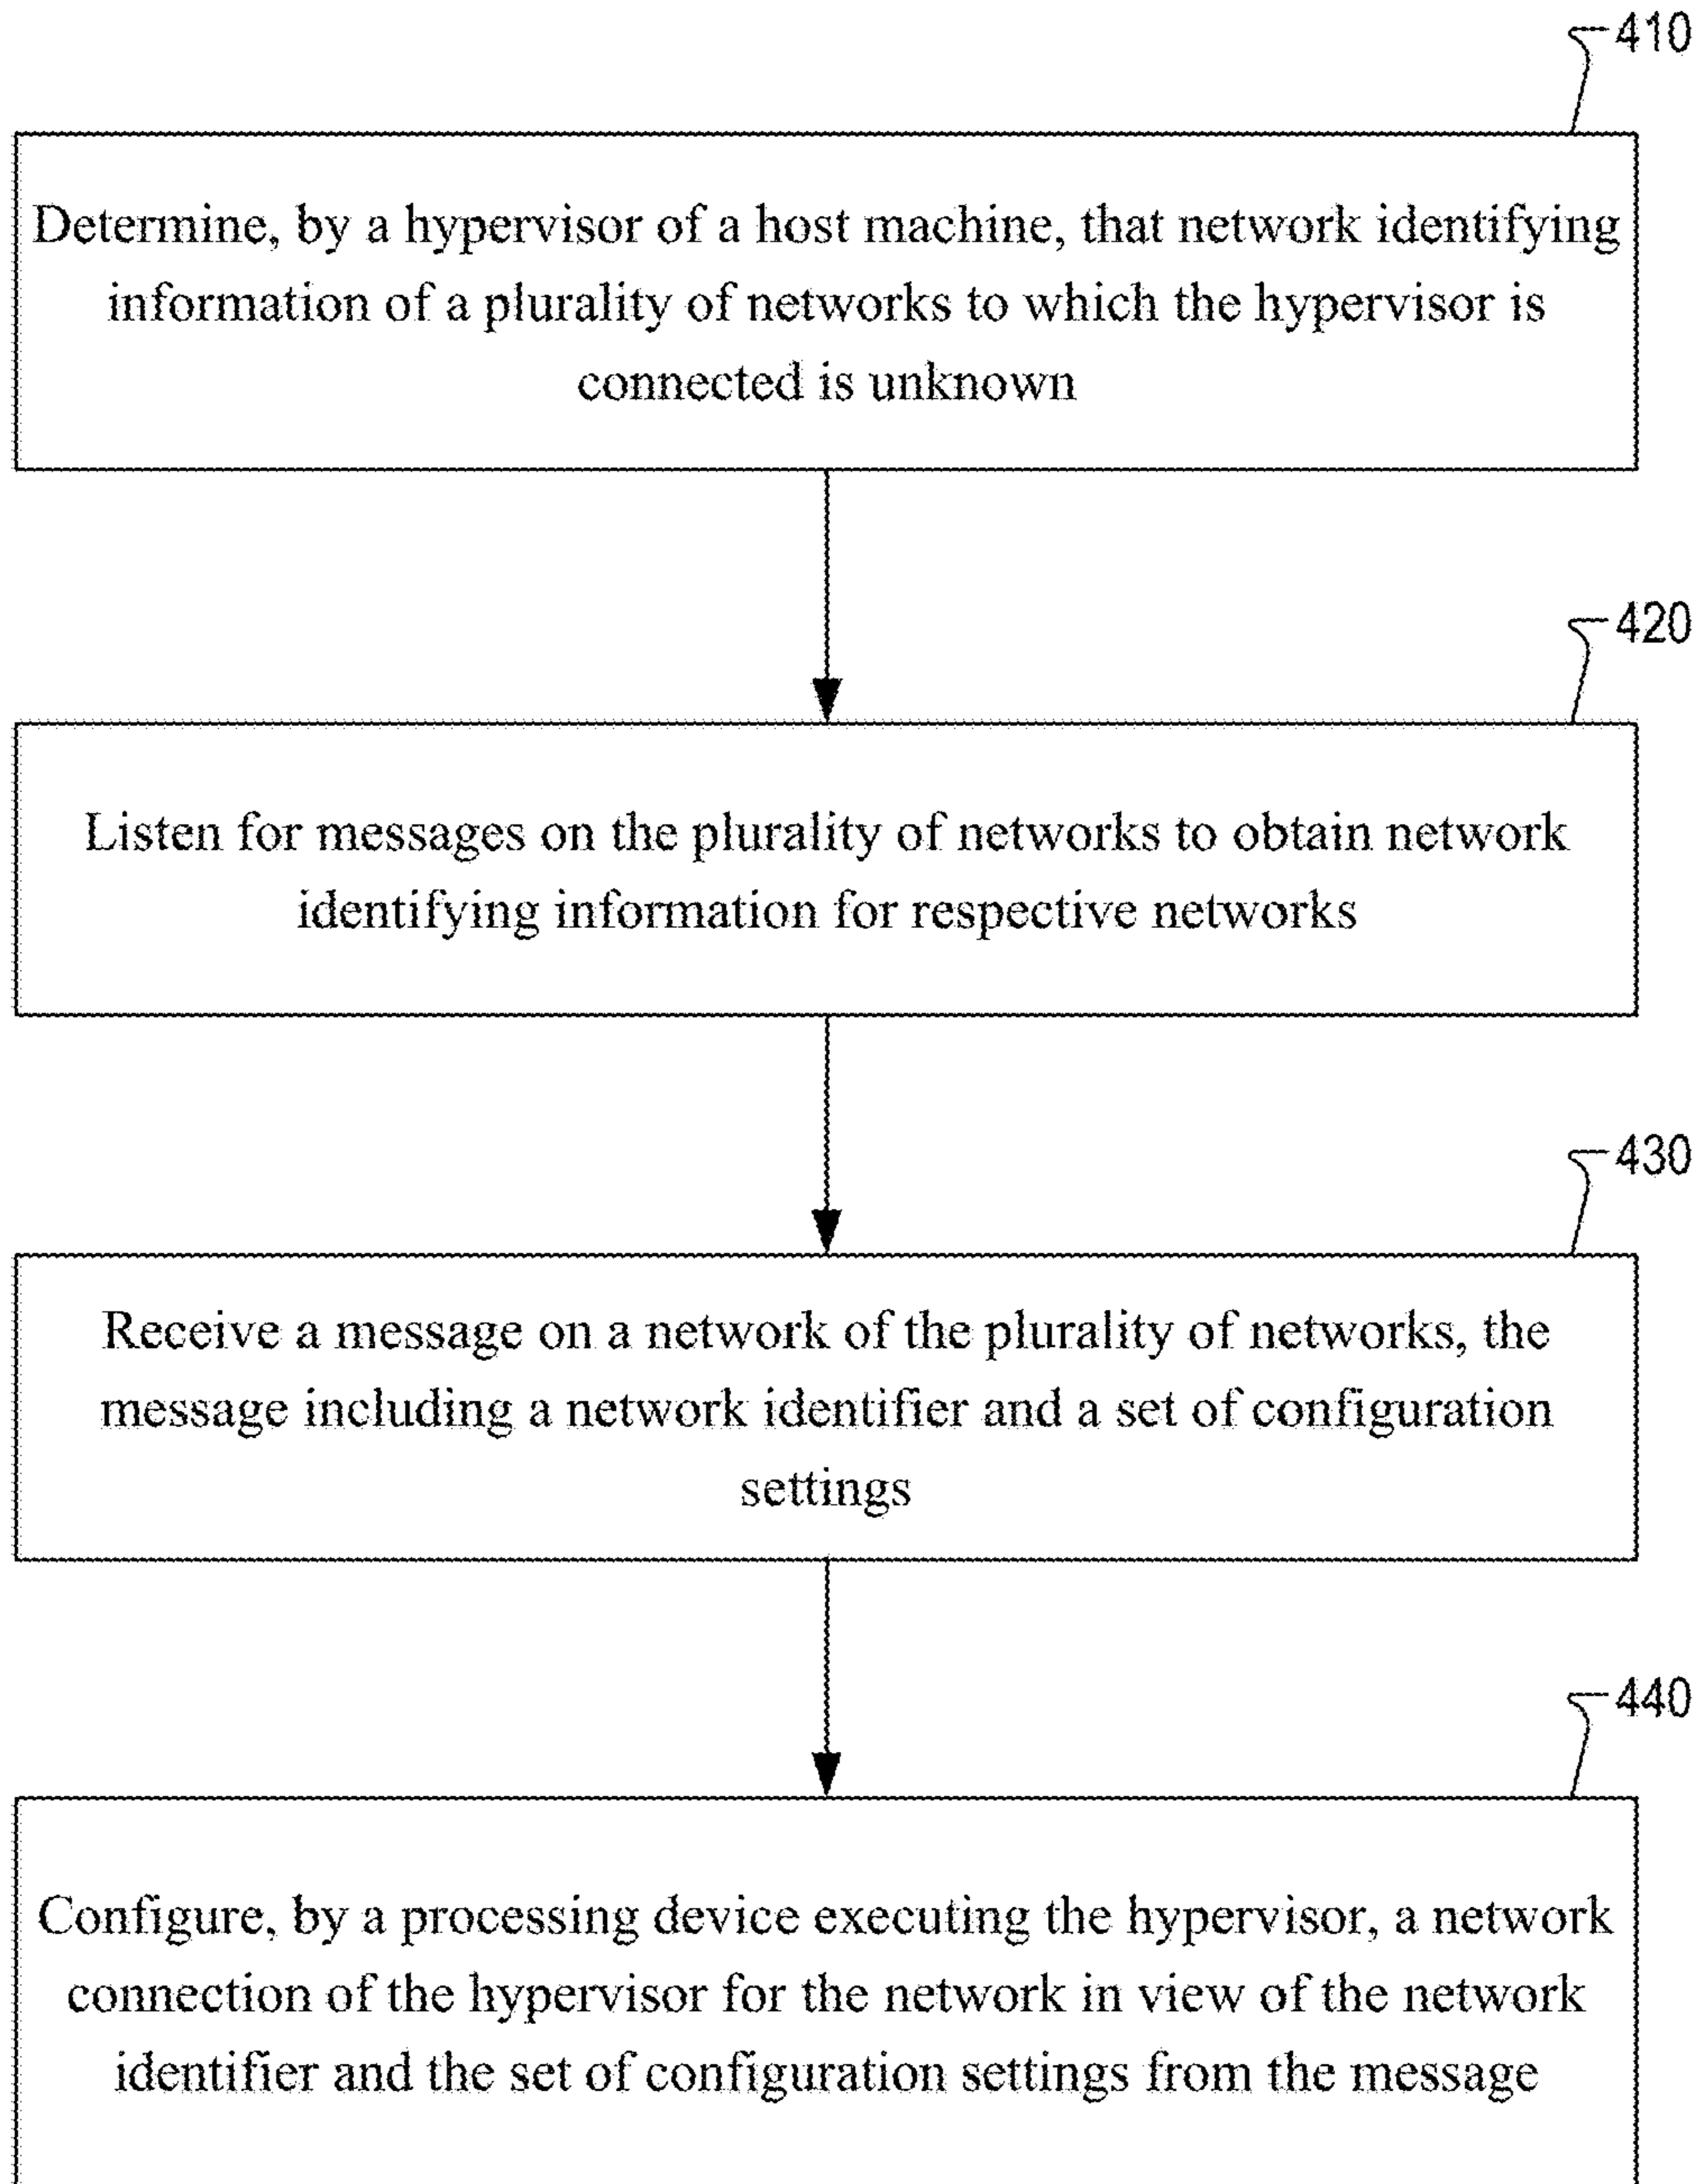 410
Determine, by a hypervisor of a host machine, that network identifying
information of a plurality of networks to which the hypervisor is
connected is unknown
420
Listen for messages on the plurality of networks to obtain network
identifying information for respective networks
430
Receive a message on a network of the plurality of networks, the
message including a network identifier and a set of configuration
settings
440
Configure, by a processing device executing the hypervisor, a network
connection of the hypervisor for the network in view of the network
identifier and the set of configuration settings from the message